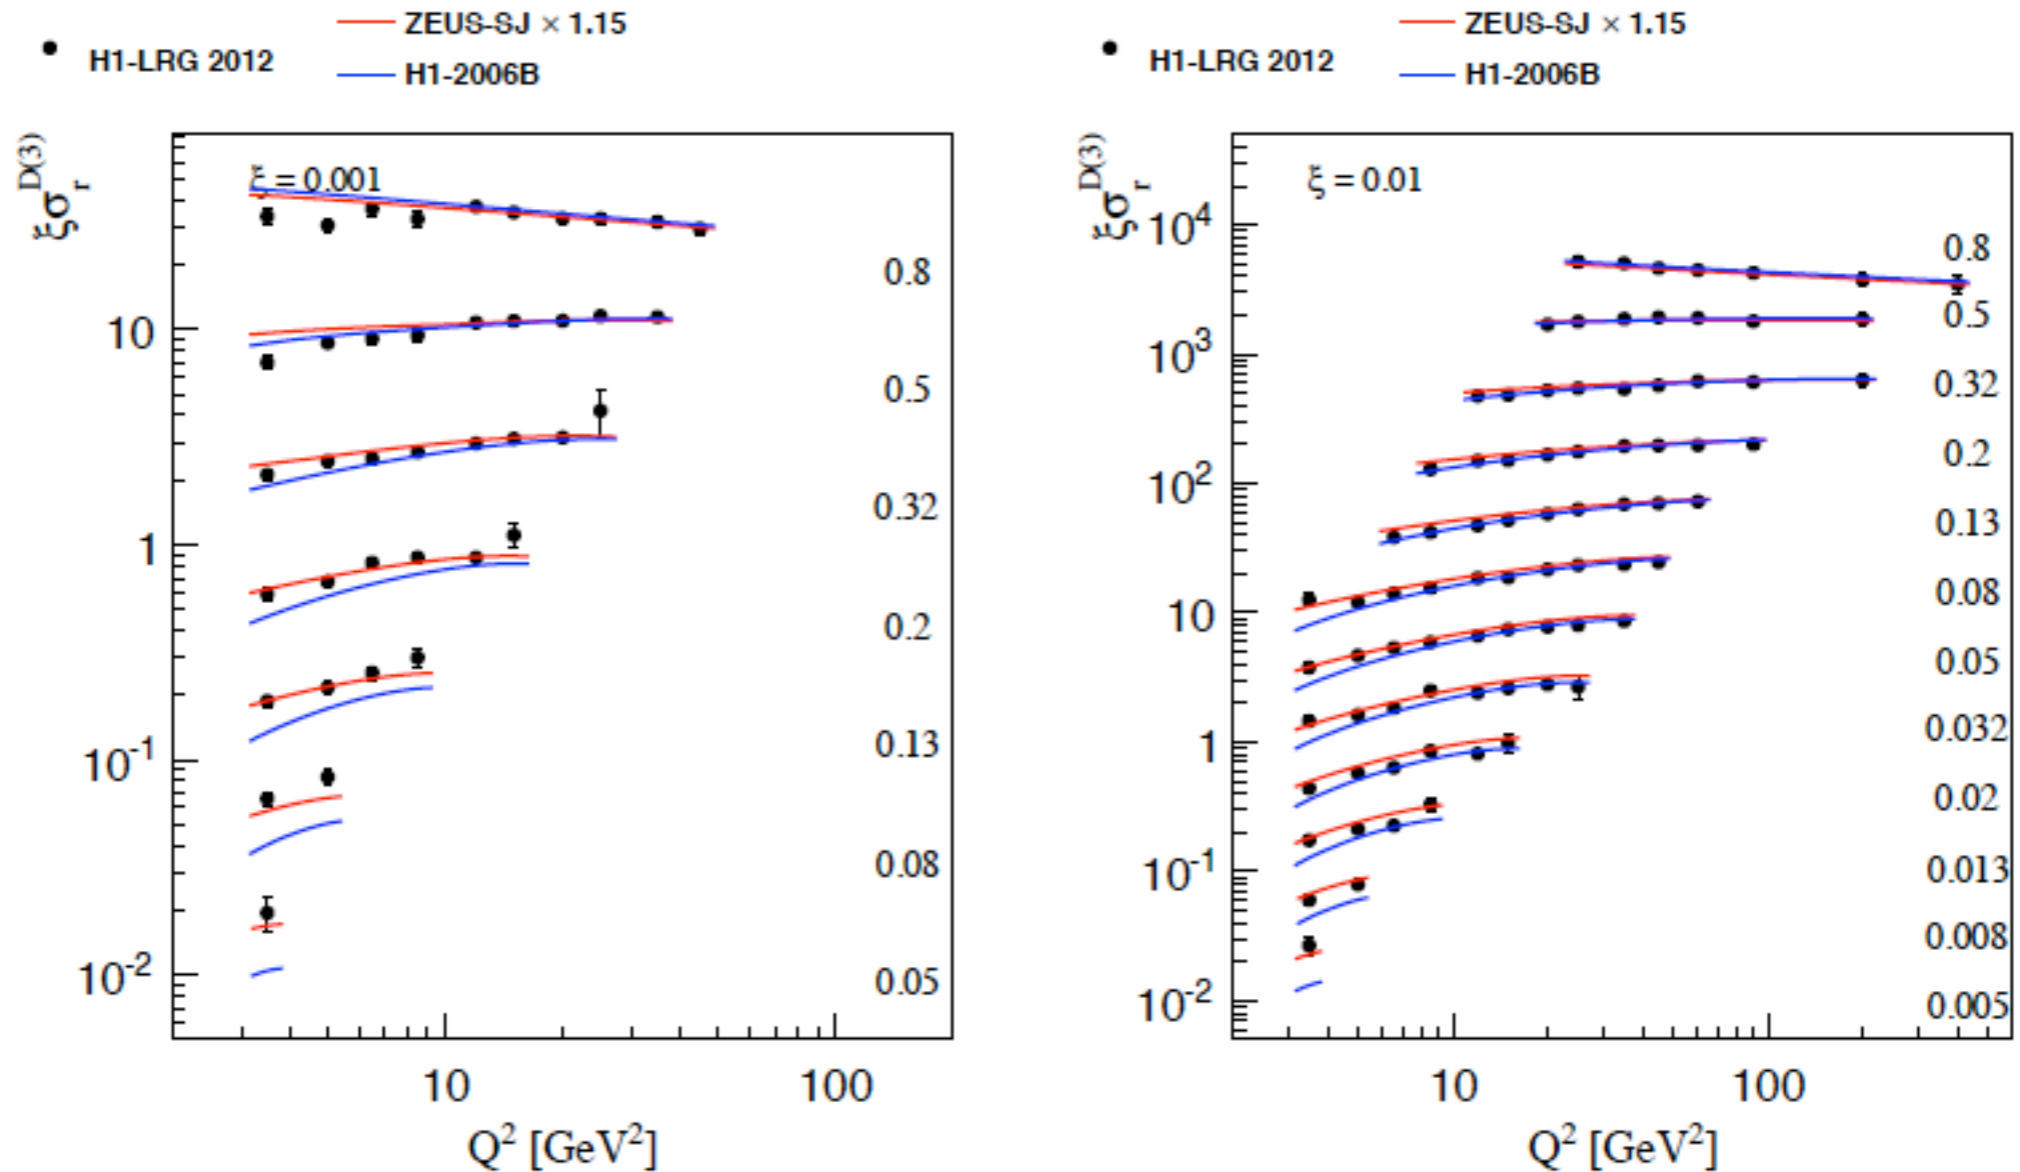 ZEUS-SJ × 1.15
H1-LRG 2012
H1-2006B
ξσ_r^D(3)
ξ = 0.001
0.8
10
0.5
0.32
1
0.2
0.13
10^-1
0.08
10^-2
0.05
10 100
Q^2 [GeV^2]
ZEUS-SJ × 1.15
H1-LRG 2012
H1-2006B
ξσ_r^D(3)
ξ = 0.01
10^4
0.8
0.5
10^3
0.32
0.2
10^2
0.13
0.08
10
0.05
0.032
1
0.02
10^-1
0.013
0.008
10^-2
0.005
10 100
Q^2 [GeV^2]